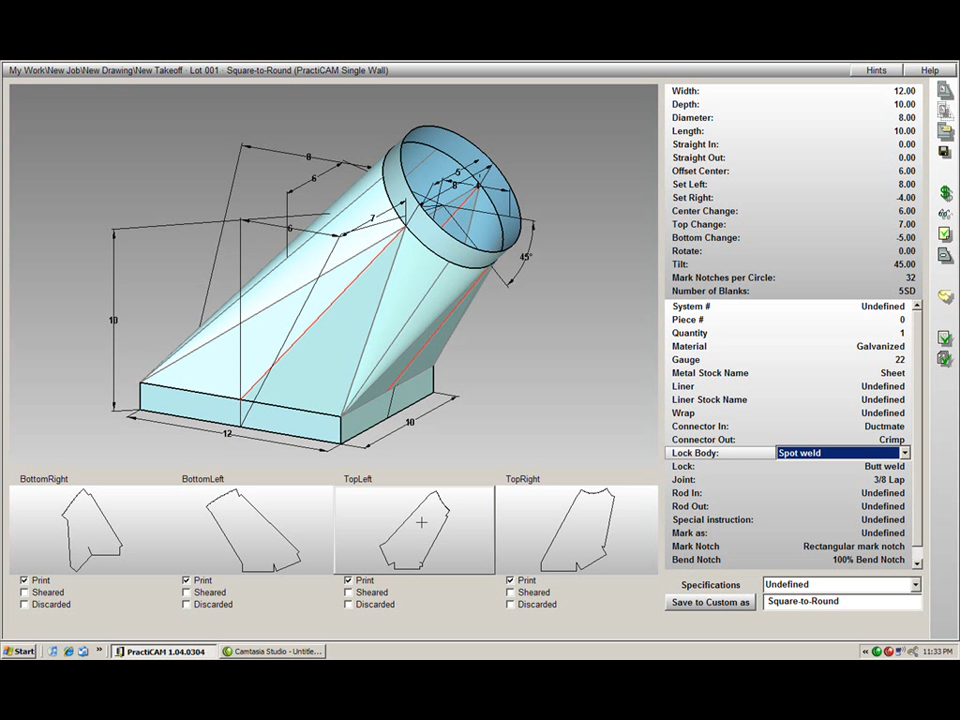 My Work\New Job\New Drawing\New Takeoff - Lot 001 Square-to-Round (PractiCAM Single Wall)
Hints
Help
Width: 12.00
Depth: 10.00
Diameter: 8.00
Length: 10.00
Straight In: 0.00
Straight Out: 0.00
Offset Center: 6.00
Set Left: 8.00
Set Right: -4.00
Center Change: 6.00
Top Change: 7.00
Bottom Change: -5.00
Rotate: 0.00
Tilt: 45.00
Mark Notches per Circle: 32
Number of Blanks: 5SD
System # Undefined
Piece # 0
Quantity 1
Material Galvanized
Gauge 22
Metal Stock Name Sheet
Liner Undefined
Liner Stock Name Undefined
Wrap Undefined
Connector In: Ductmate
Connector Out: Crimp
Lock Body: Spot weld
Lock: Butt weld
Joint: 3/8 Lap
Rod In: Undefined
Rod Out: Undefined
Special instruction: Undefined
Mark as: Undefined
Mark Notch Rectangular mark notch
Bend Notch 100% Bend Notch
Specifications Undefined
Save to Custom as Square-to-Round
8
6
5
8
4
7
6
45°
10
12
10
BottomRight
BottomLeft
TopLeft
TopRight
Print
Sheared
Discarded
Print
Sheared
Discarded
Print
Sheared
Discarded
Print
Sheared
Discarded
Start
»
PractiCAM 1.04.0304
Camtasia Studio - Untitle...
«
11:33 PM